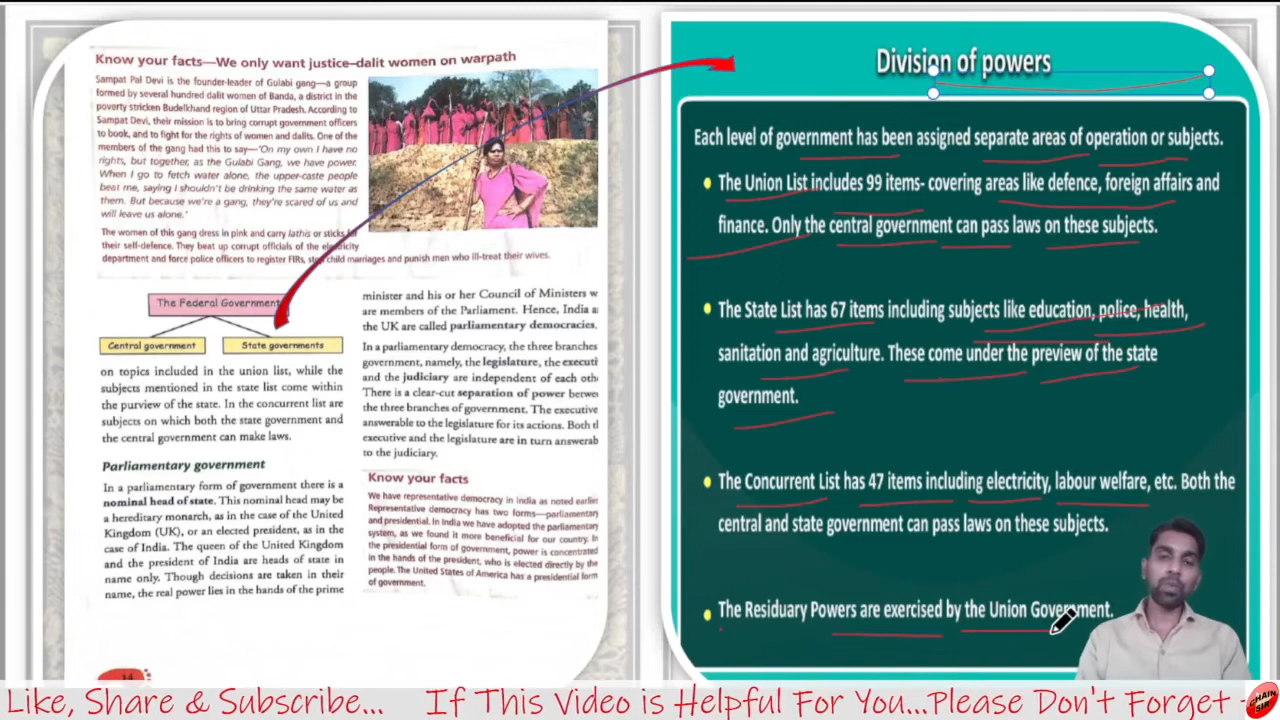 Know your facts—We only want justice–dalit women on warpath
Sampat Pal Devi is the founder-leader of Gulabi gang—a group
formed by several hundred dalit women of Banda, a district in the
poverty stricken Budelkhand region of Uttar Pradesh. According to
Sampat Devi, their mission is to bring corrupt government officers
to book, and to fight for the rights of women and dalits. One of the
members of the gang had this to say—'On my own I have no
rights, but together, as the Gulabi Gang, we have power.
When I go to fetch water alone, the upper-caste people
beat me, saying I shouldn't be drinking the same water as
them. But because we're a gang, they're scared of us and
will leave us alone.'
The women of this gang dress in pink and carry lathis or sticks for
their self-defence. They beat up corrupt officials of the electricity
department and force police officers to register FIRs, stop child marriages and punish men who ill-treat their wives.
The Federal Government
Central government
State governments
on topics included in the union list, while the
subjects mentioned in the state list come within
the purview of the state. In the concurrent list are
subjects on which both the state government and
the central government can make laws.
Parliamentary government
In a parliamentary form of government there is a
nominal head of state. This nominal head may be
a hereditary monarch, as in the case of the United
Kingdom (UK), or an elected president, as in the
case of India. The queen of the United Kingdom
and the president of India are heads of state in
name only. Though decisions are taken in their
name, the real power lies in the hands of the prime
14
minister and his or her Council of Ministers w
are members of the Parliament. Hence, India a
the UK are called parliamentary democracies.
In a parliamentary democracy, the three branches
government, namely, the legislature, the executi
and the judiciary are independent of each oth
There is a clear-cut separation of power betwe
the three branches of government. The executive
answerable to the legislature for its actions. Both t
executive and the legislature are in turn answerab
to the judiciary.
Know your facts
We have representative democracy in India as noted earlier
Representative democracy has two forms—parliamentary
and presidential. In India we have adopted the parliamentary
system, as we found it more beneficial for our country. In
the presidential form of government, power is concentrated
in the hands of the president, who is elected directly by the
people. The United States of America has a presidential form
of government.
Division of powers
Each level of government has been assigned separate areas of operation or subjects.
The Union List includes 99 items- covering areas like defence, foreign affairs and
finance. Only the central government can pass laws on these subjects.
The State List has 67 items including subjects like education, police, health,
sanitation and agriculture. These come under the preview of the state
government.
The Concurrent List has 47 items including electricity, labour welfare, etc. Both the
central and state government can pass laws on these subjects.
The Residuary Powers are exercised by the Union Government.
Like, Share & Subscribe... If This Video is Helpful For You...Please Don't Forget -
CHAIN SIR